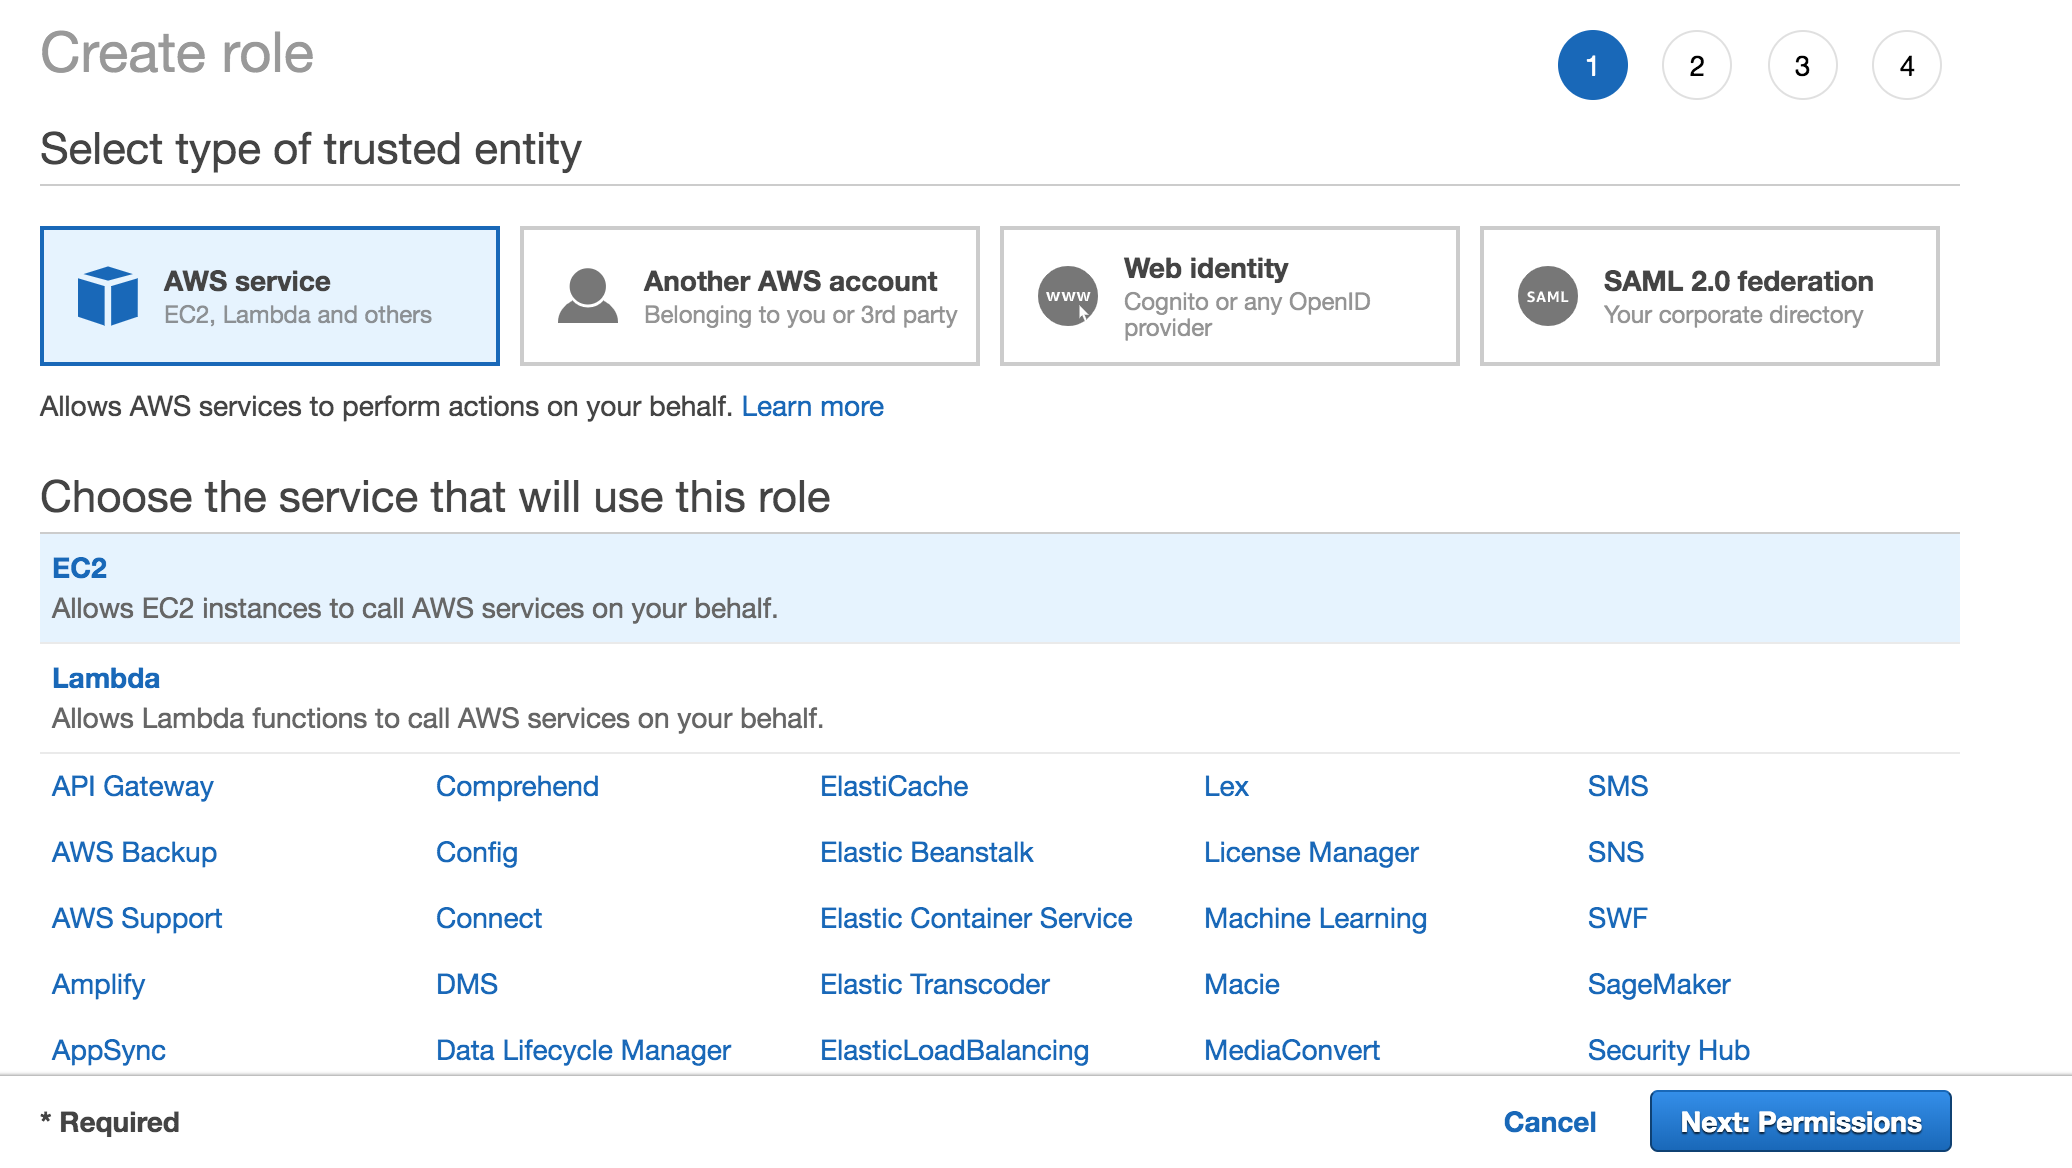 Create role
1 2 3 4
Select type of trusted entity
AWS service
EC2, Lambda and others
Another AWS account
Belonging to you or 3rd party
www
Web identity
Cognito or any OpenID
provider
SAML
SAML 2.0 federation
Your corporate directory
Allows AWS services to perform actions on your behalf. Learn more
Choose the service that will use this role
EC2
Allows EC2 instances to call AWS services on your behalf.
Lambda
Allows Lambda functions to call AWS services on your behalf.
API Gateway Comprehend ElastiCache Lex SMS
AWS Backup Config Elastic Beanstalk License Manager SNS
AWS Support Connect Elastic Container Service Machine Learning SWF
Amplify DMS Elastic Transcoder Macie SageMaker
AppSync Data Lifecycle Manager ElasticLoadBalancing MediaConvert Security Hub
* Required Cancel Next: Permissions